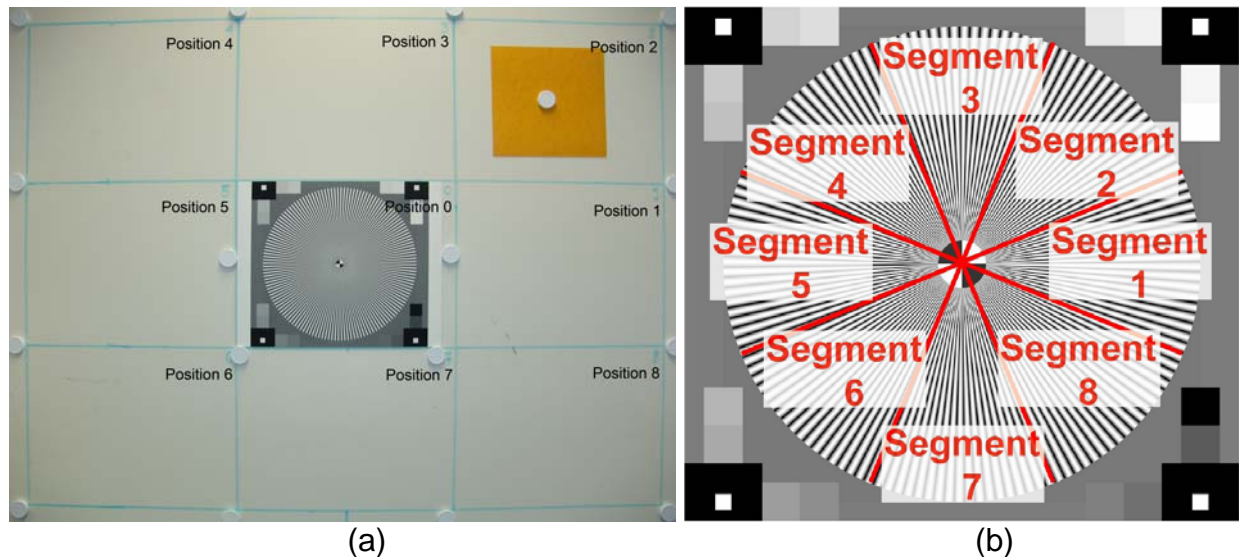 Position 4
Position 3
Position 2
Position 5
Position 0
Position 1
Position 6
Position 7
Position 8
(a)
Segment
3
Segment
4
Segment
2
Segment
5
Segment
1
Segment
6
Segment
8
Segment
7
(b)